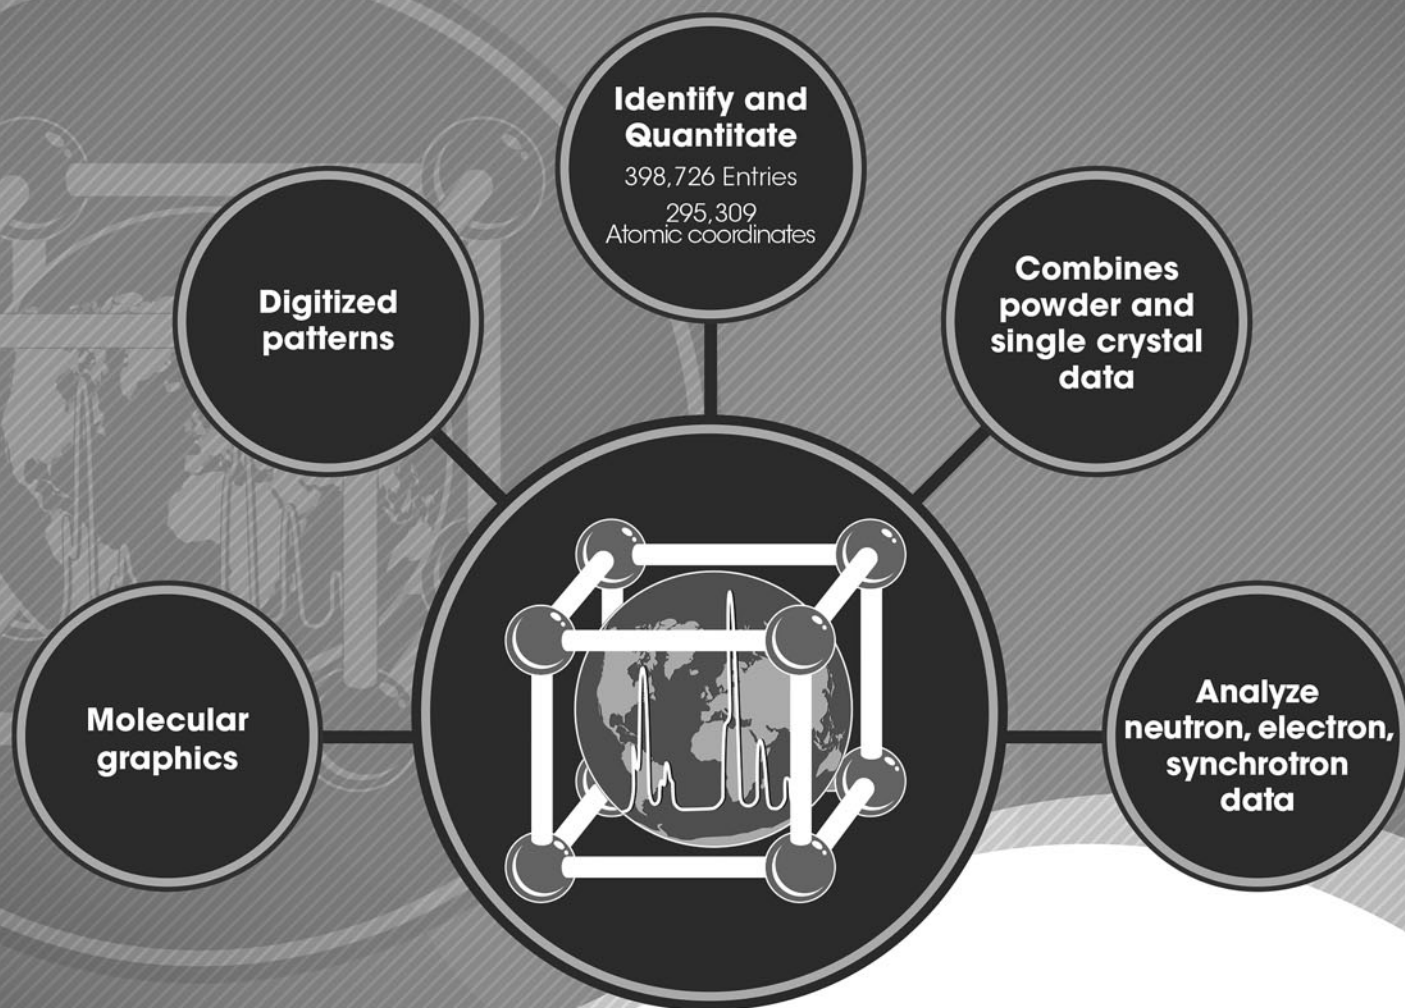 Identify and
Quantitate
398,726 Entries
295,309
Atomic coordinates
Digitized
patterns
Combines
powder and
single crystal
data
Molecular
graphics
Analyze
neutron, electron,
synchrotron
data